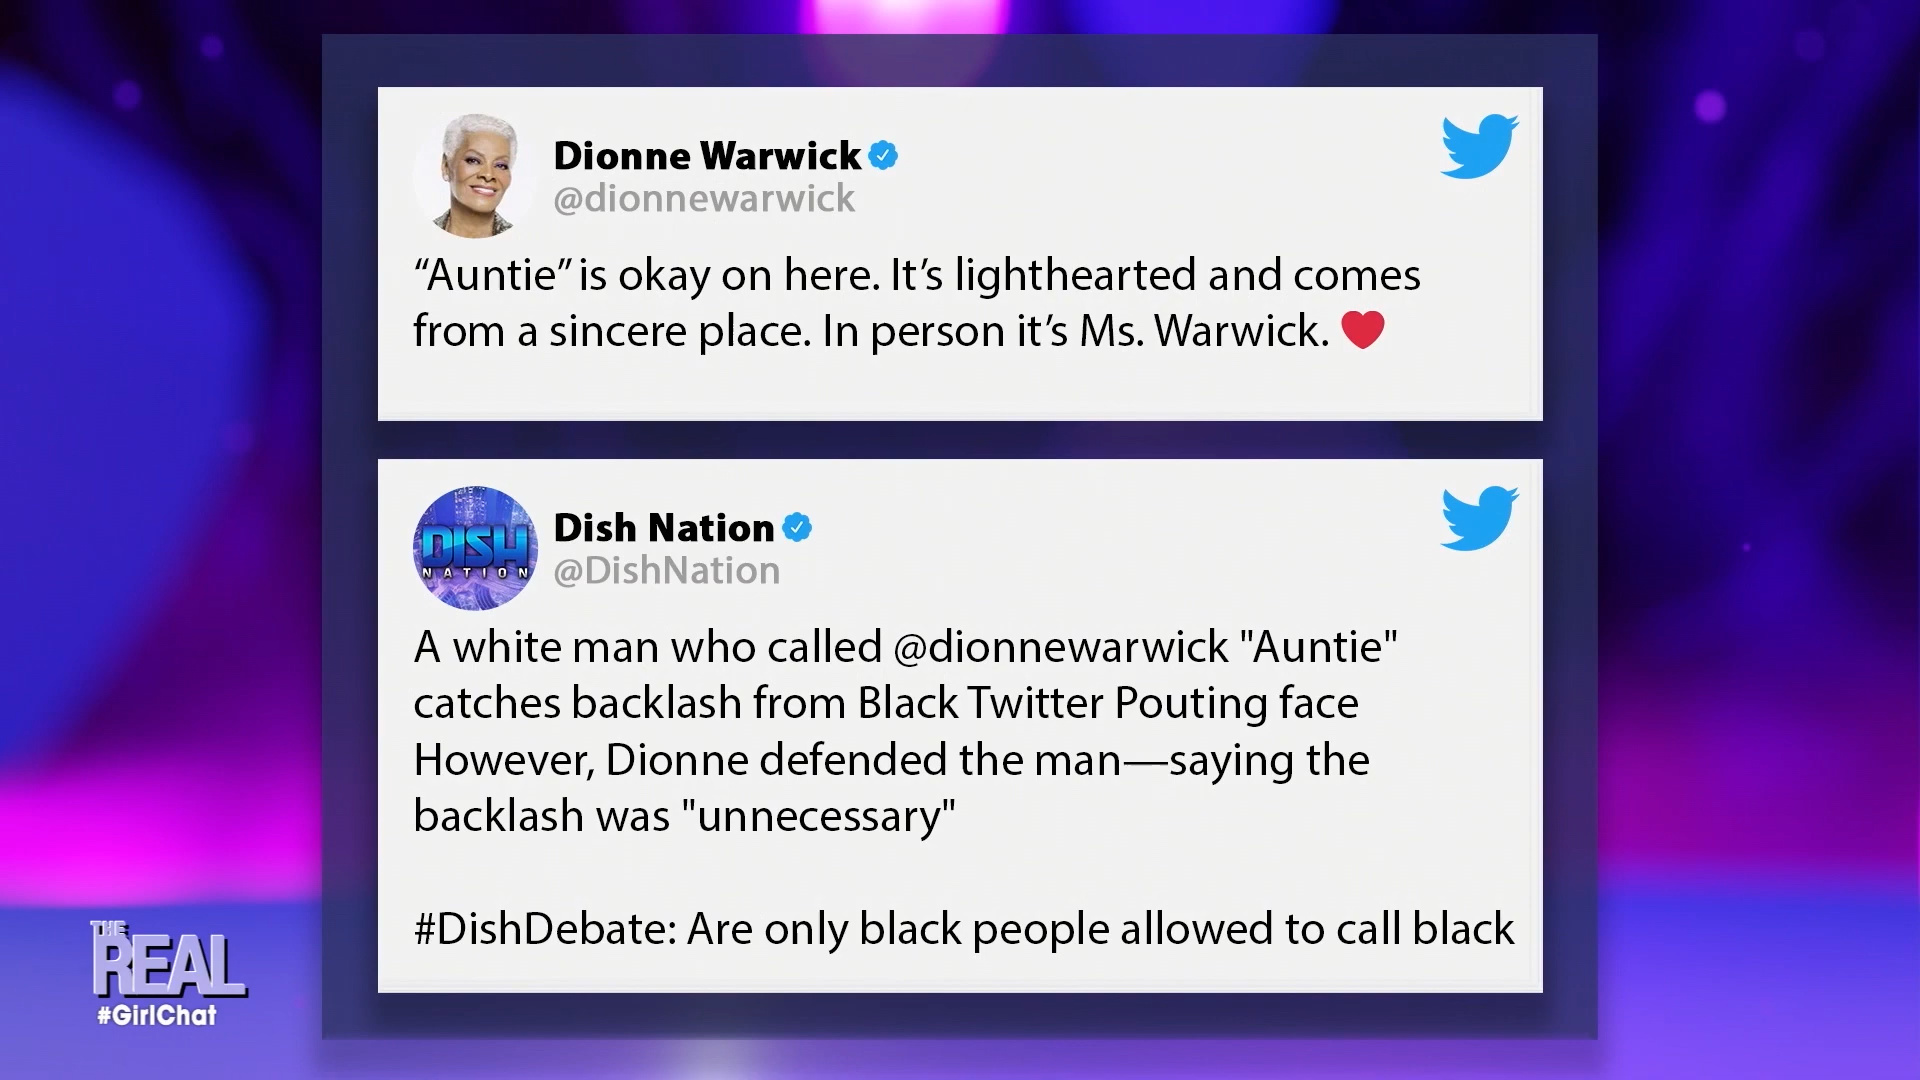 Dionne Warwick
@dionnewarwick
“Auntie” is okay on here. It’s lighthearted and comes
from a sincere place. In person it’s Ms. Warwick. ❤️
DISH
NATION
Dish Nation
@DishNation
A white man who called @dionnewarwick "Auntie"
catches backlash from Black Twitter Pouting face
However, Dionne defended the man—saying the
backlash was "unnecessary"
#DishDebate: Are only black people allowed to call black
THE
REAL
#GirlChat